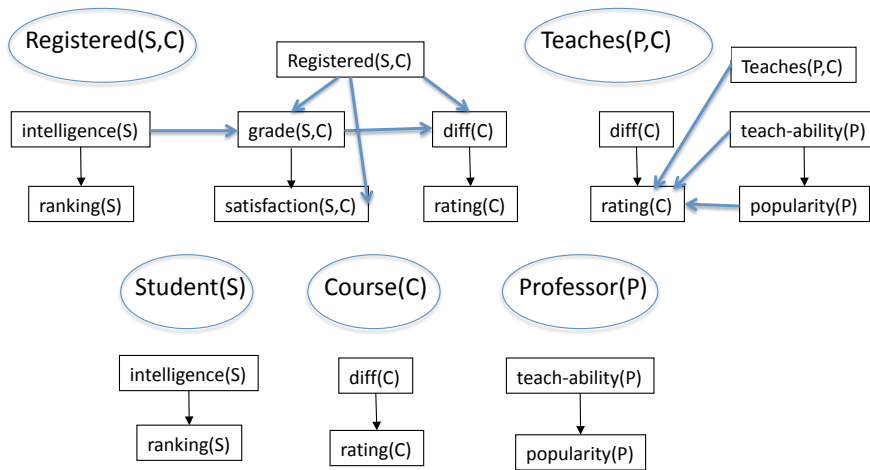 Registered(S,C)
Teaches(P,C)
Registered(S,C)
Teaches(P,C)
intelligence(S)
grade(S,C)
diff(C)
diff(C)
teach-ability(P)
ranking(S)
satisfaction(S,C)
rating(C)
rating(C)
popularity(P)
Student(S)
Course(C)
Professor(P)
intelligence(S)
diff(C)
teach-ability(P)
ranking(S)
rating(C)
popularity(P)